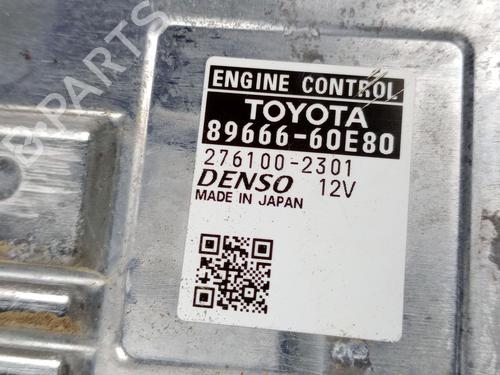 B-PARTS
ENGINE CONTROL
TOYOTA
89666-60E80
276100-2301
DENSO 12V
MADE IN JAPAN